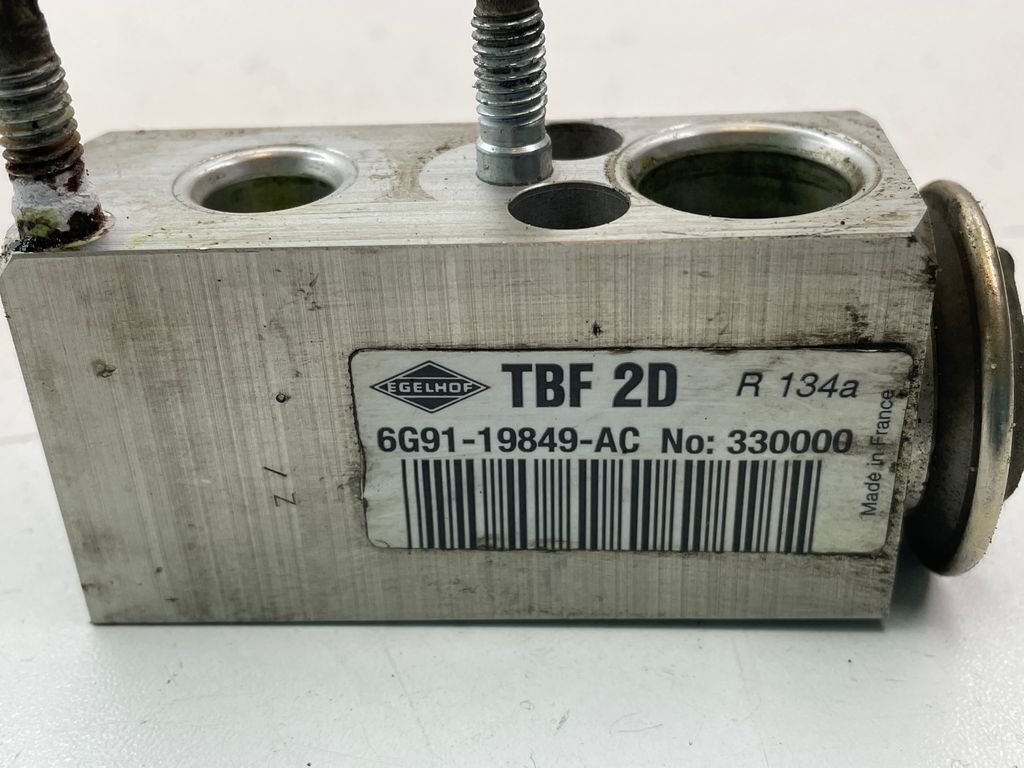 EGELHOF TBF 2D R 134a
6G91-19849-AC No: 330000
Made in France